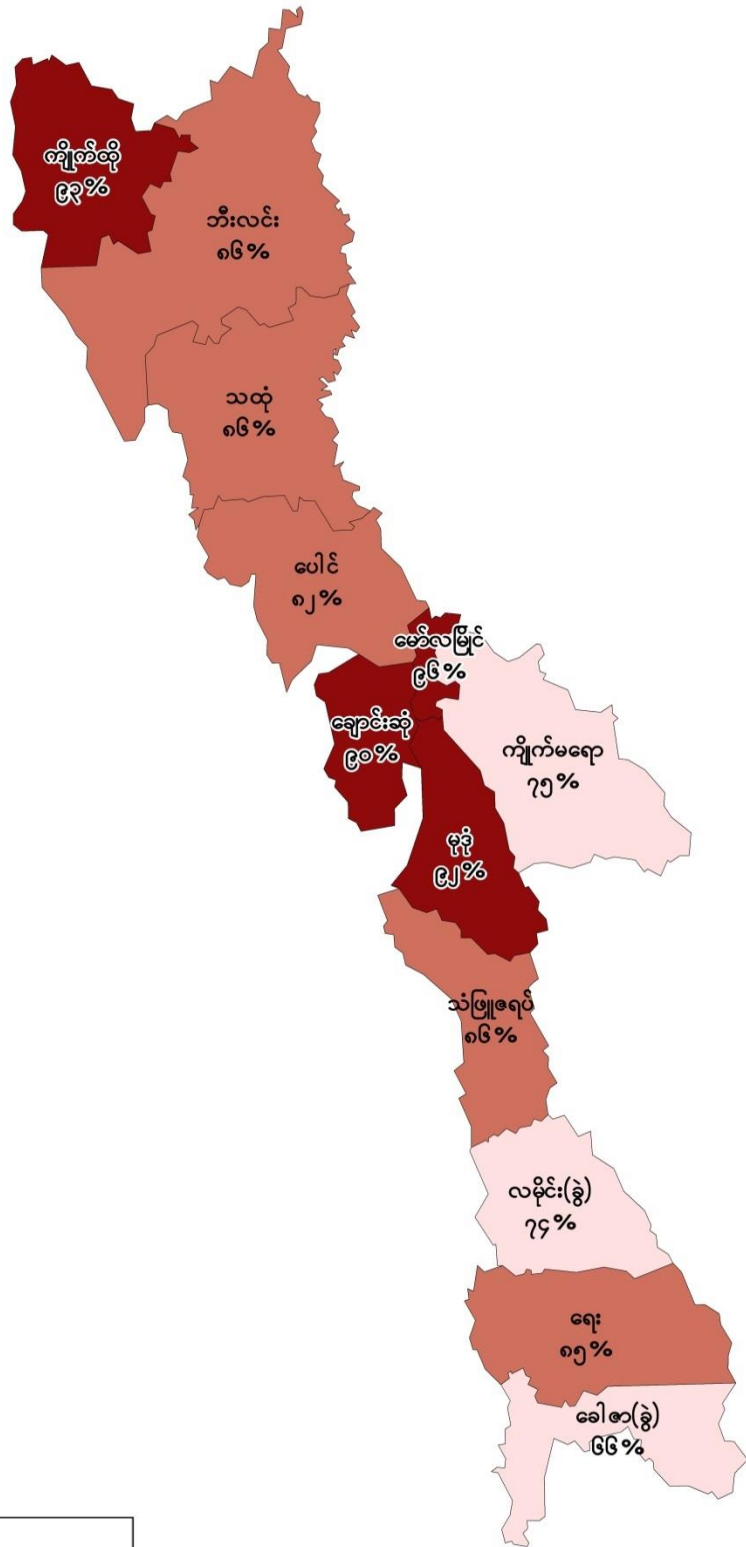 ကျိုက်ထို
၉၃%
ဘီးလင်း
၈၆%
သထုံ
၈၆%
ပေါင်
၈၂%
မော်လမြိုင်
၉၆%
ချောင်းဆုံ
၉၀%
ကျိုက်မရော
၇၅%
မုဒုံ
၉၂%
သံဖြူဇရပ်
၈၆%
လမိုင်း(ခွဲ)
၇၄%
ရေး
၈၅%
ခေါဇာ(ခွဲ)
၆၆%